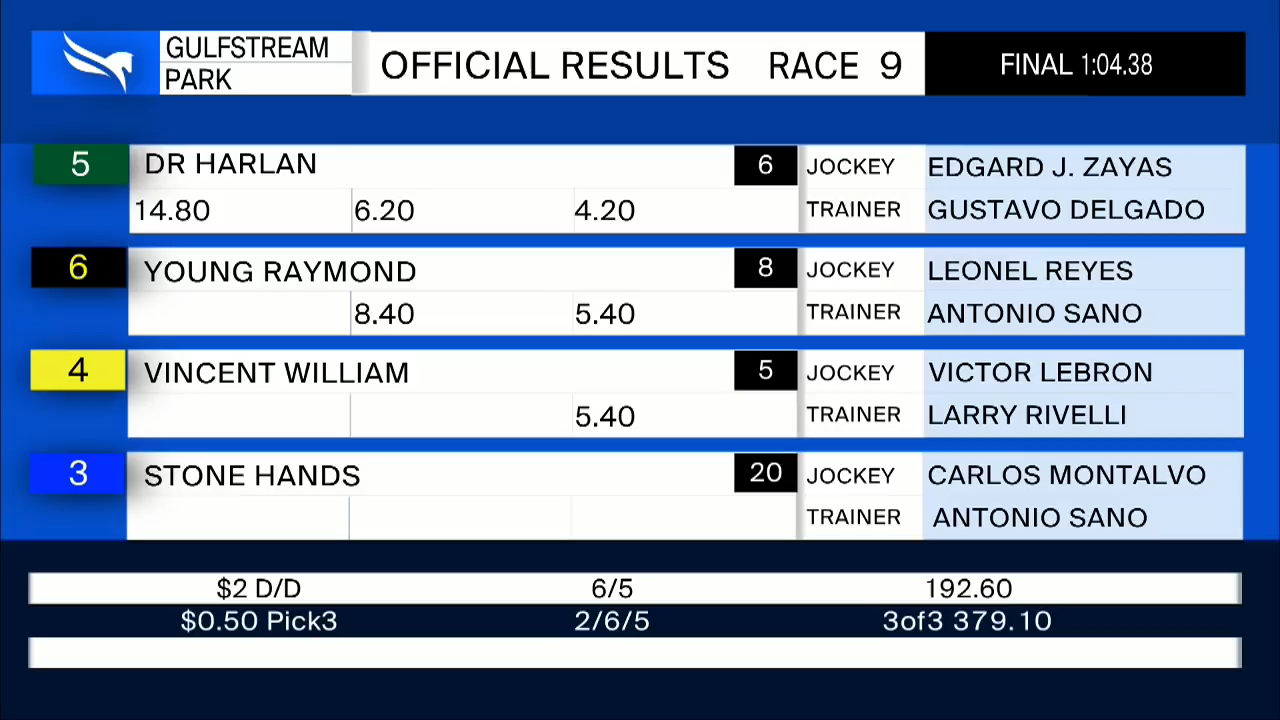 GULFSTREAM PARK
OFFICIAL RESULTS RACE 9 FINAL 1:04.38
5 DR HARLAN 6 JOCKEY EDGARD J. ZAYAS
14.80 6.20 4.20 TRAINER GUSTAVO DELGADO
6 YOUNG RAYMOND 8 JOCKEY LEONEL REYES
8.40 5.40 TRAINER ANTONIO SANO
4 VINCENT WILLIAM 5 JOCKEY VICTOR LEBRON
5.40 TRAINER LARRY RIVELLI
3 STONE HANDS 20 JOCKEY CARLOS MONTALVO
TRAINER ANTONIO SANO
$2 D/D 6/5 192.60
$0.50 Pick3 2/6/5 3of3 379.10